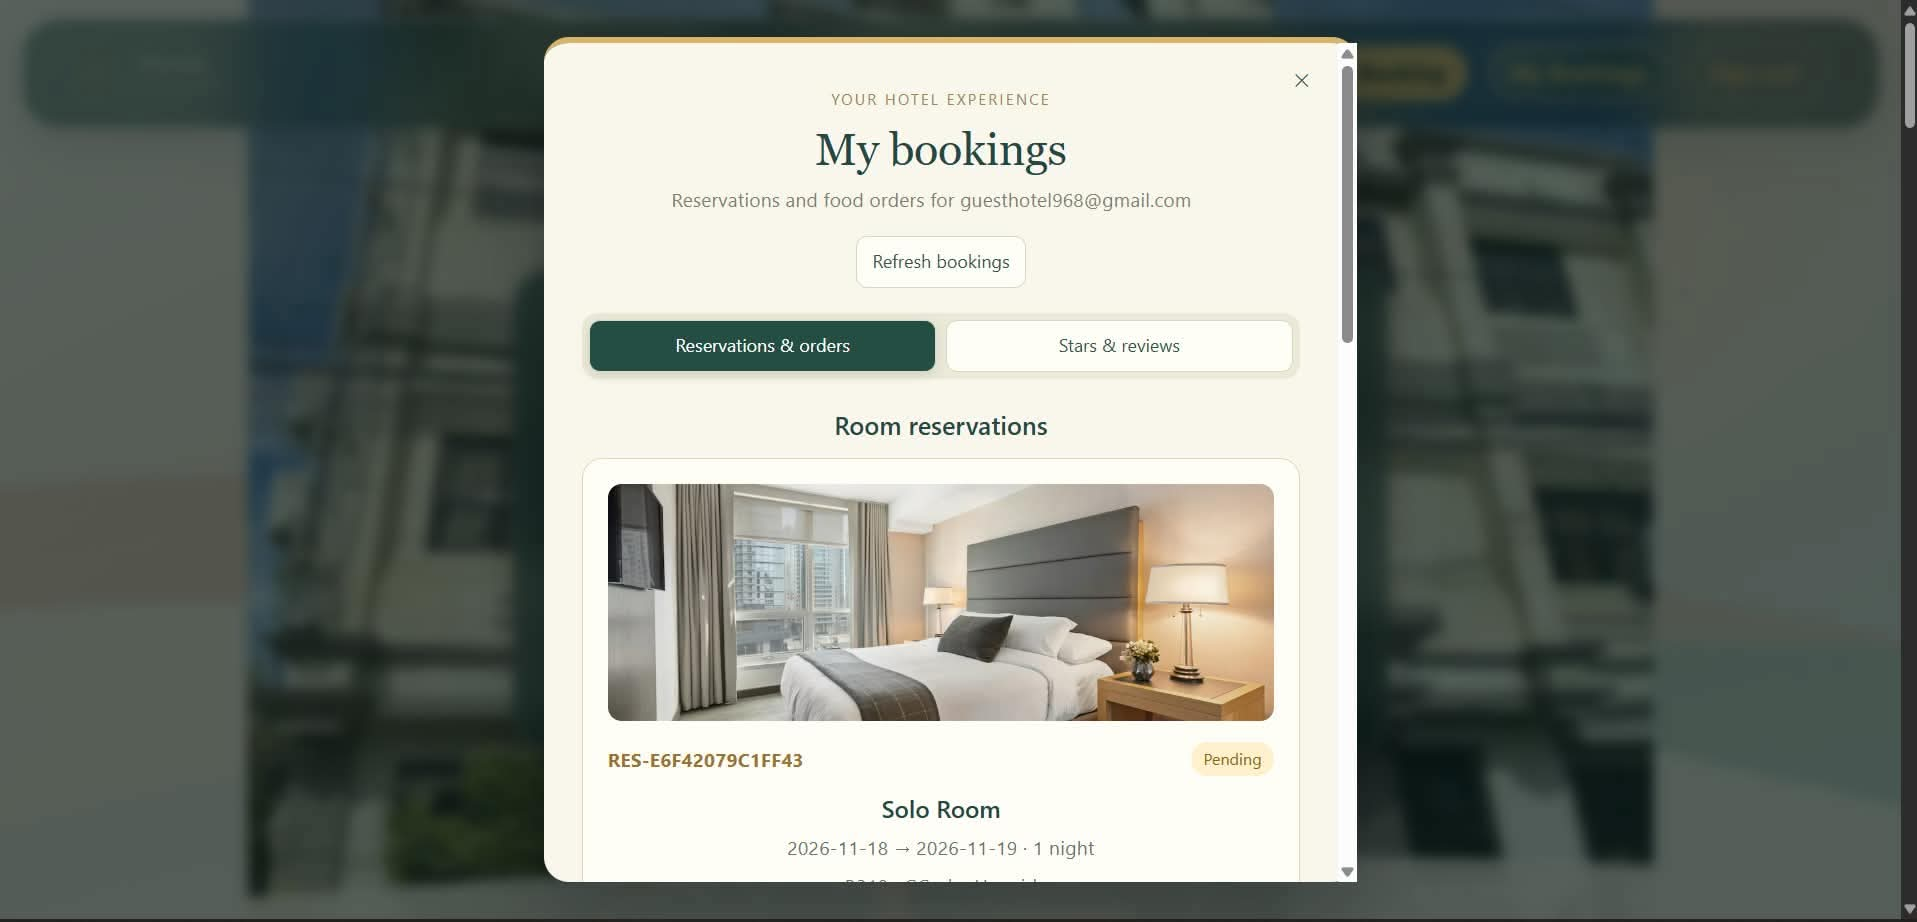 YOUR HOTEL EXPERIENCE
My bookings
Reservations and food orders for guesthotel968@gmail.com
Refresh bookings
Reservations & orders
Stars & reviews
Room reservations
RES-E6F42079C1FF43
Pending
Solo Room
2026-11-18 → 2026-11-19 · 1 night